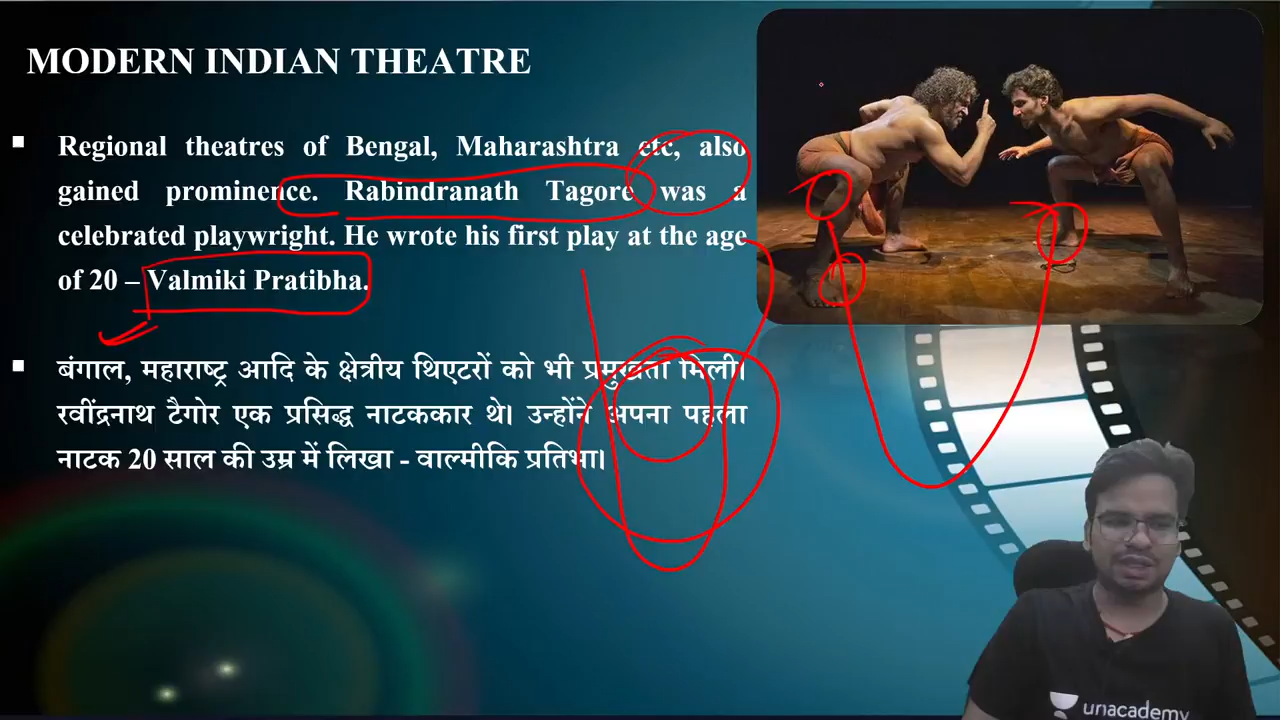 MODERN INDIAN THEATRE
▪ Regional theatres of Bengal, Maharashtra etc, also
gained prominence. Rabindranath Tagore was a
celebrated playwright. He wrote his first play at the age
of 20 – Valmiki Pratibha.
▪ बंगाल, महाराष्ट्र आदि के क्षेत्रीय थिएटरों को भी प्रमुखता मिली।
रवींद्रनाथ टैगोर एक प्रसिद्ध नाटककार थे। उन्होंने अपना पहला
नाटक 20 साल की उम्र में लिखा - वाल्मीकि प्रतिभा।
unacademy